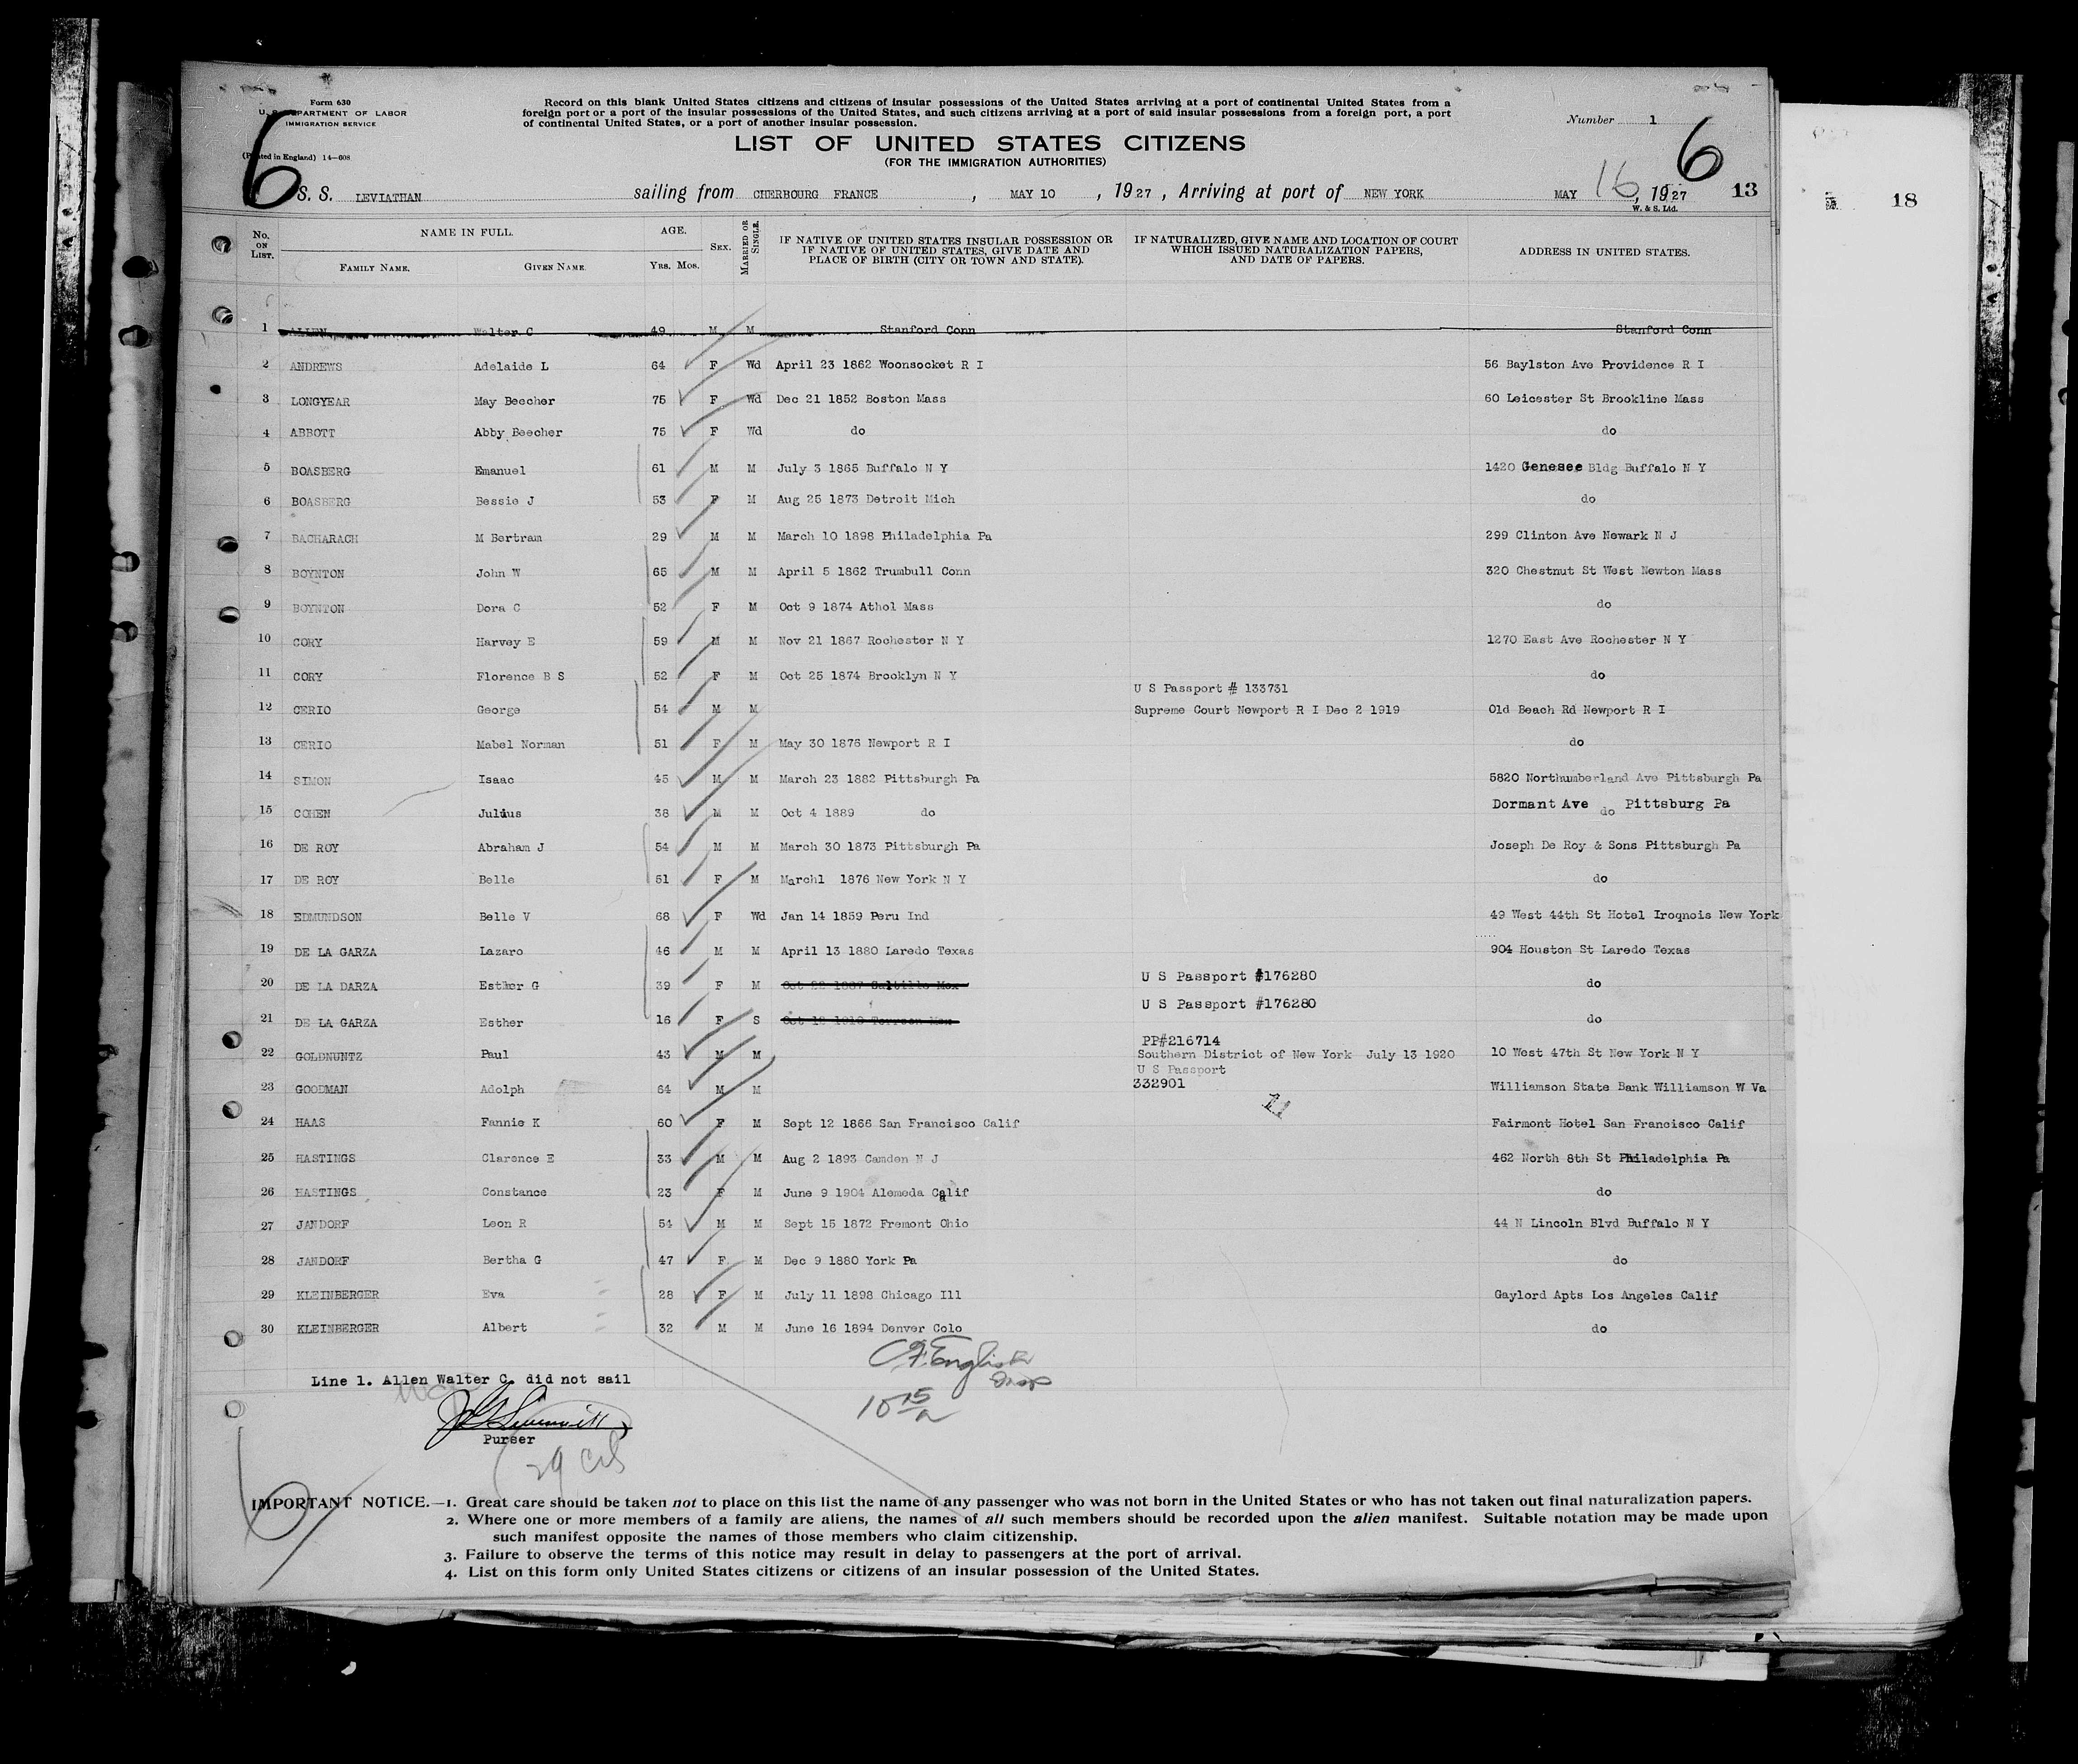 Form 630
U. S. DEPARTMENT OF LABOR
IMMIGRATION SERVICE
(Printed in England) 14—608
Record on this blank United States citizens and citizens of insular possessions of the United States arriving at a port of continental United States from a
foreign port or a port of the insular possessions of the United States, and such citizens arriving at a port of said insular possessions from a foreign port, a port
of continental United States, or a port of another insular possession.
LIST OF UNITED STATES CITIZENS
(FOR THE IMMIGRATION AUTHORITIES)
Number 1
6 6
S. S. LEVIATHAN sailing from CHERBOURG FRANCE , MAY 10 , 1927 , Arriving at port of NEW YORK MAY 16, 1927 13
W. & S. Ltd.
18
No. ON LIST. NAME IN FULL. FAMILY NAME. GIVEN NAME. AGE. YRS. MOS. SEX. MARRIED OR SINGLE. IF NATIVE OF UNITED STATES INSULAR POSSESSION OR IF NATIVE OF UNITED STATES, GIVE DATE AND PLACE OF BIRTH (CITY OR TOWN AND STATE). IF NATURALIZED, GIVE NAME AND LOCATION OF COURT WHICH ISSUED NATURALIZATION PAPERS, AND DATE OF PAPERS. ADDRESS IN UNITED STATES.
1 ALLEN Walter C 49 M M Stanford Conn Stanford Conn
2 ANDREWS Adelaide L 64 F Wd April 23 1862 Woonsocket R I 56 Baylston Ave Providence R I
3 LONGYEAR May Beecher 75 F Wd Dec 21 1852 Boston Mass 60 Leicester St Brookline Mass
4 ABBOTT Abby Beecher 75 F Wd do do
5 BOASBERG Emanuel 61 M M July 3 1865 Buffalo N Y 1420 Genesee Bldg Buffalo N Y
6 BOASBERG Bessie J 53 F M Aug 25 1873 Detroit Mich do
7 BACHARACH M Bertram 29 M M March 10 1898 Philadelphia Pa 299 Clinton Ave Newark N J
8 BOYNTON John W 65 M M April 5 1862 Trumbull Conn 320 Chestnut St West Newton Mass
9 BOYNTON Dora C 52 F M Oct 9 1874 Athol Mass do
10 CORY Harvey E 59 M M Nov 21 1867 Rochester N Y 1270 East Ave Rochester N Y
11 CORY Florence B S 52 F M Oct 25 1874 Brooklyn N Y do
U S Passport # 133731
12 CERIO George 54 M M Supreme Court Newport R I Dec 2 1919 Old Beach Rd Newport R I
13 CERIO Mabel Norman 51 F M May 30 1876 Newport R I do
14 SIMON Isaac 45 M M March 23 1882 Pittsburgh Pa 5820 Northumberland Ave Pittsburgh Pa
15 COHEN Julius 38 M M Oct 4 1889 do Dormant Ave do Pittsburg Pa
16 DE ROY Abraham J 54 M M March 30 1873 Pittsburgh Pa Joseph De Roy & Sons Pittsburgh Pa
17 DE ROY Belle 51 F M March1 1876 New York N Y do
18 EDMUNDSON Belle V 68 F Wd Jan 14 1859 Peru Ind 49 West 44th St Hotel Iroqnois New York
19 DE LA GARZA Lazaro 46 M M April 13 1880 Laredo Texas 904 Houston St Laredo Texas
20 DE LA DARZA Esther G 39 F M Oct 22 1887 Saltillo Mex U S Passport #176280 do
21 DE LA GARZA Esther 16 F S Torreon Mex U S Passport #176280 do
PP#216714
22 GOLDNUNTZ Paul 43 M M Southern District of New York July 13 1920 10 West 47th St New York N Y
U S Passport
23 GOODMAN Adolph 64 M M 332901 Williamson State Bank Williamson W Va
24 HAAS Fannie K 60 F M Sept 12 1866 San Francisco Calif Fairmont Hotel San Francisco Calif
25 HASTINGS Clarence E 33 M M Aug 2 1893 Camden N J 462 North 8th St Philadelphia Pa
26 HASTINGS Constance 23 F M June 9 1904 Alemeda Calif do
27 JANDORF Leon R 54 M M Sept 15 1872 Fremont Ohio 44 N Lincoln Blvd Buffalo N Y
28 JANDORF Bertha G 47 F M Dec 9 1880 York Pa do
29 KLEINBERGER Eva 28 F M July 11 1898 Chicago Ill Gaylord Apts Los Angeles Calif
30 KLEINBERGER Albert 32 M M June 16 1894 Denver Colo do
Line 1. Allen Walter C. did not sail
Purser
English
IMPORTANT NOTICE.—1. Great care should be taken not to place on this list the name of any passenger who was not born in the United States or who has not taken out final naturalization papers.
2. Where one or more members of a family are aliens, the names of all such members should be recorded upon the alien manifest. Suitable notation may be made upon
such manifest opposite the names of those members who claim citizenship.
3. Failure to observe the terms of this notice may result in delay to passengers at the port of arrival.
4. List on this form only United States citizens or citizens of an insular possession of the United States.